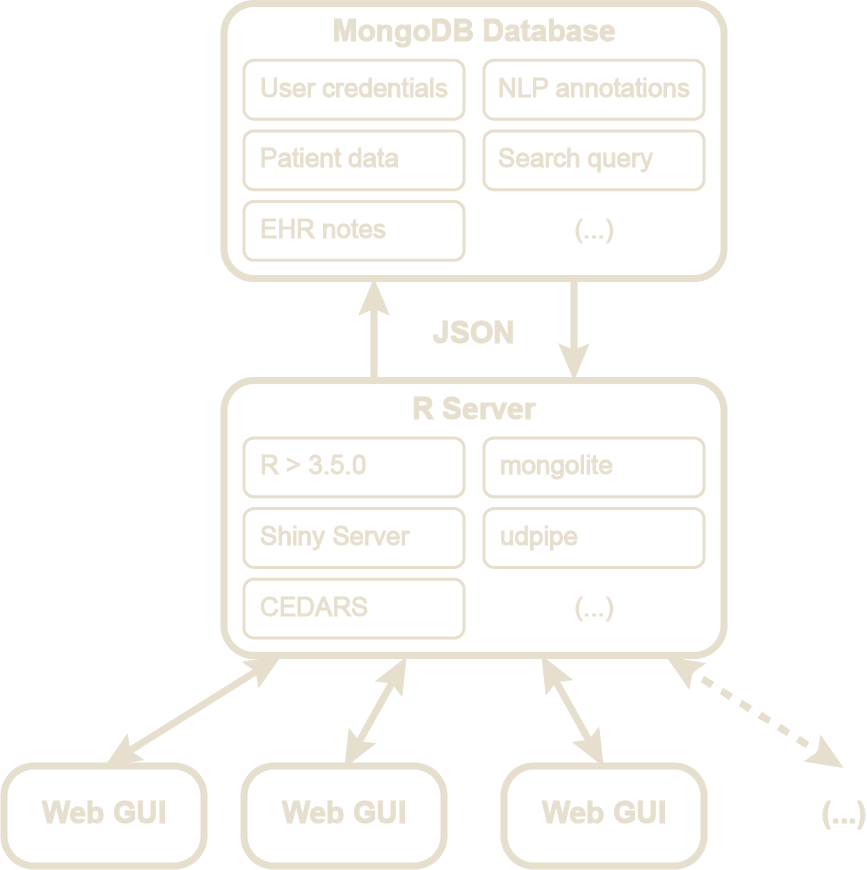 MongoDB Database
User credentials
NLP annotations
Patient data
Search query
EHR notes
(...)
JSON
R Server
R > 3.5.0
mongolite
Shiny Server
udpipe
CEDARS
(...)
Web GUI
Web GUI
Web GUI
(...)